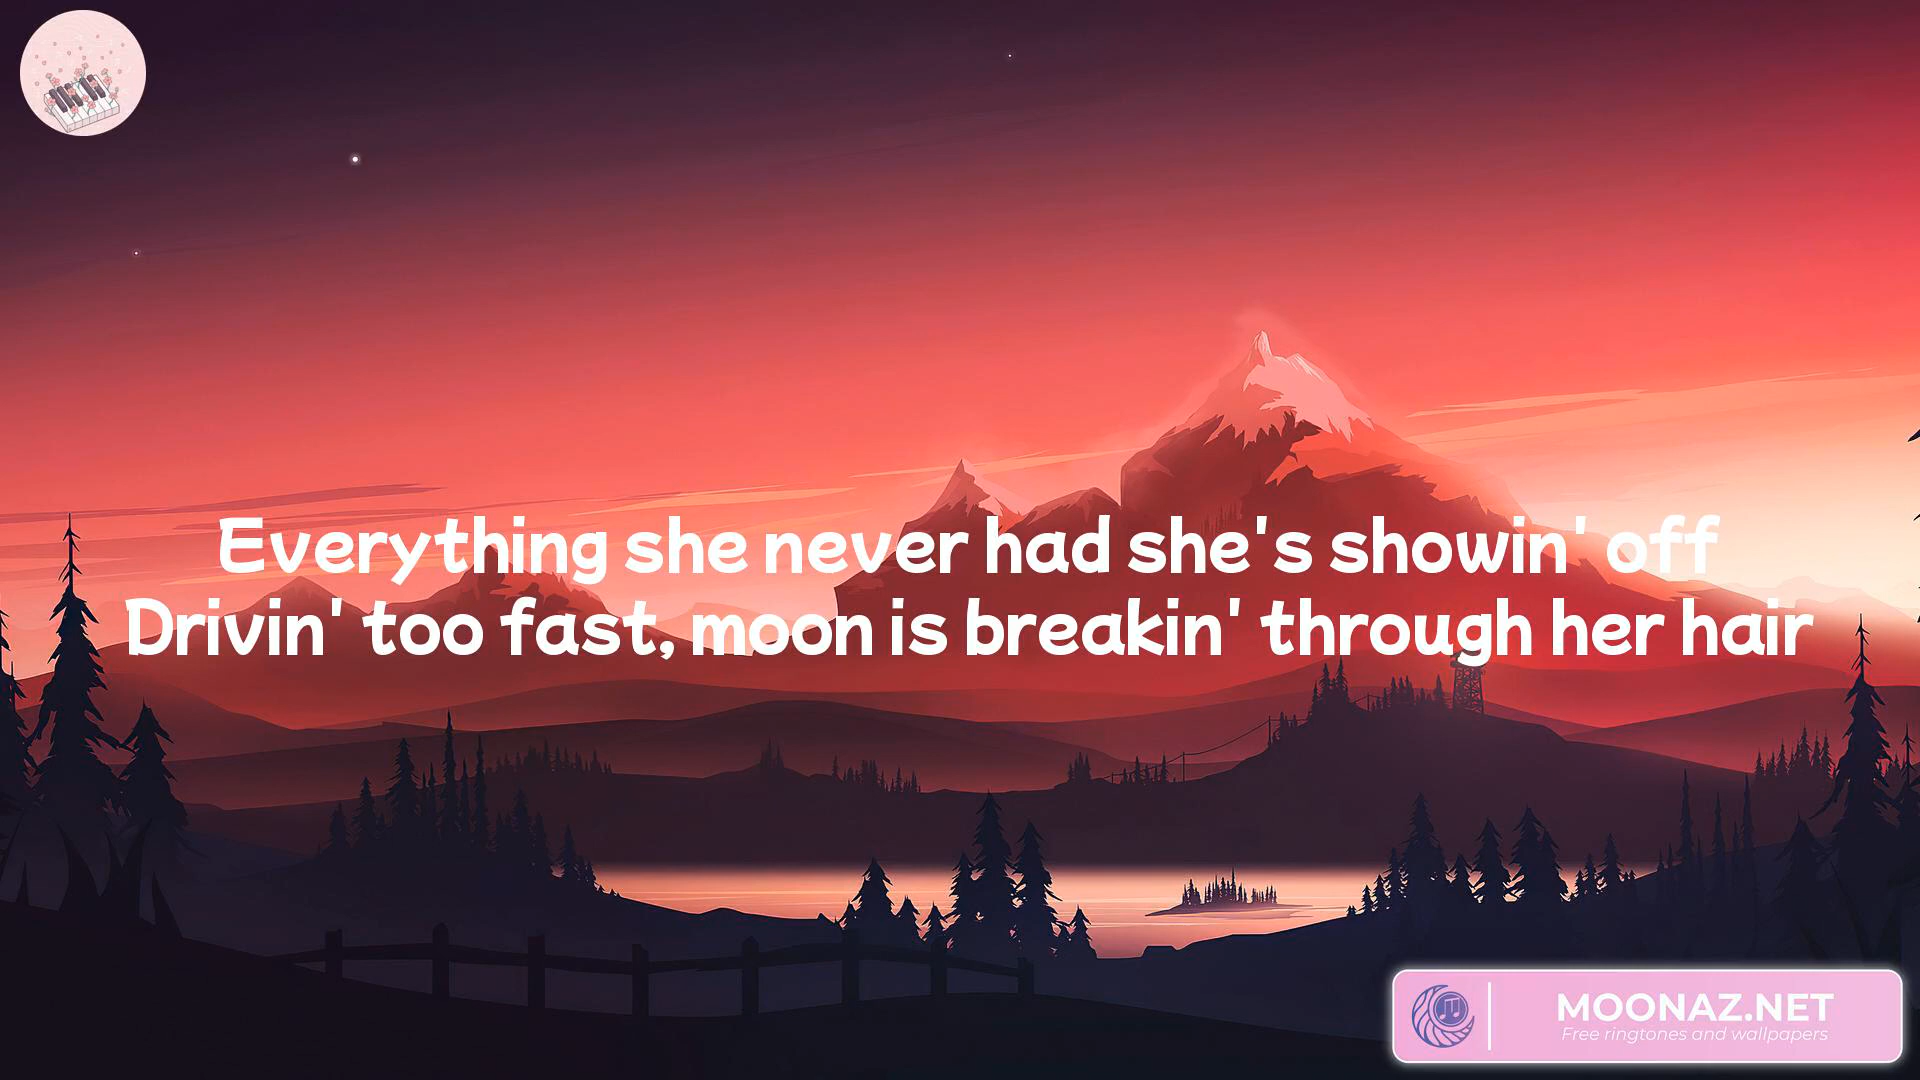 Everything she never had she's showin' off
Drivin' too fast, moon is breakin' through her hair
MOONAZ.NET
Free ringtones and wallpapers